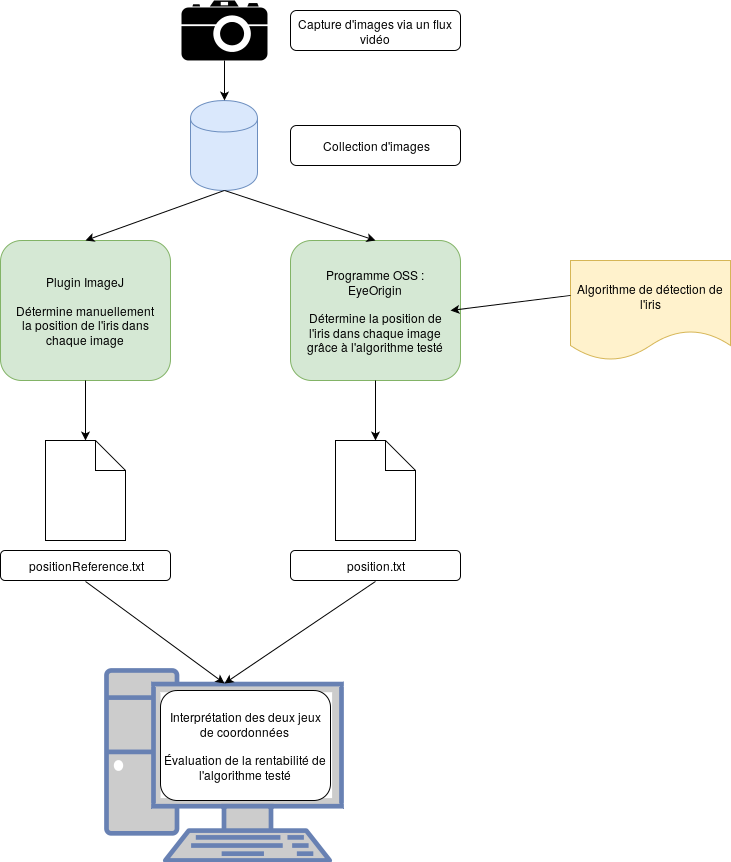 Capture d'images via un flux
vidéo
Collection d'images
Plugin ImageJ
Détermine manuellement
la position de l'iris dans
chaque image
Programme OSS :
EyeOrigin
Détermine la position de
l'iris dans chaque image
grâce à l'algorithme testé
Algorithme de détection de
l'iris
positionReference.txt
position.txt
Interprétation des deux jeux
de coordonnées
Évaluation de la rentabilité de
l'algorithme testé